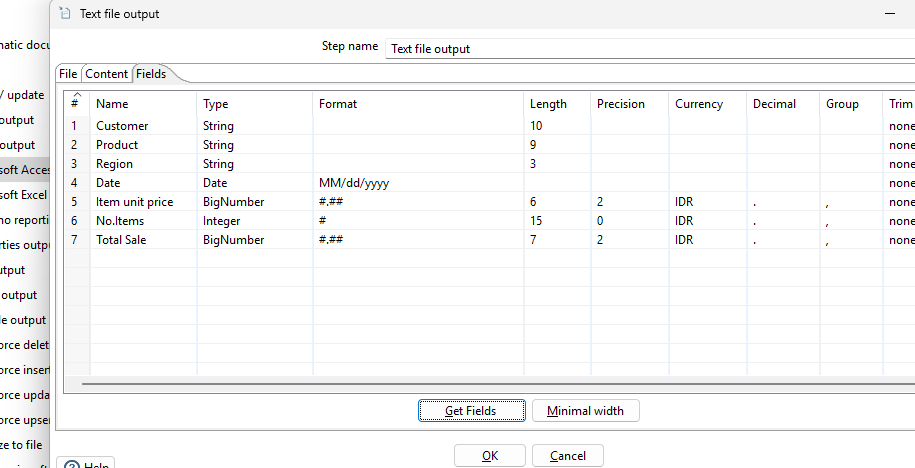 Text file output
Step name Text file output
File Content Fields
# Name Type Format Length Precision Currency Decimal Group Trim
1 Customer String 10 none
2 Product String 9 none
3 Region String 3 none
4 Date Date MM/dd/yyyy none
5 Item unit price BigNumber #.## 6 2 IDR . , none
6 No.Items Integer # 15 0 IDR . , none
7 Total Sale BigNumber #.## 7 2 IDR . , none
Get Fields Minimal width
OK Cancel
Help
/ update
output
output
soft Acces
soft Excel
no reporti
rties outpu
utput
output
le output
orce delet
orce insert
orce upda
orce upser
ze to file